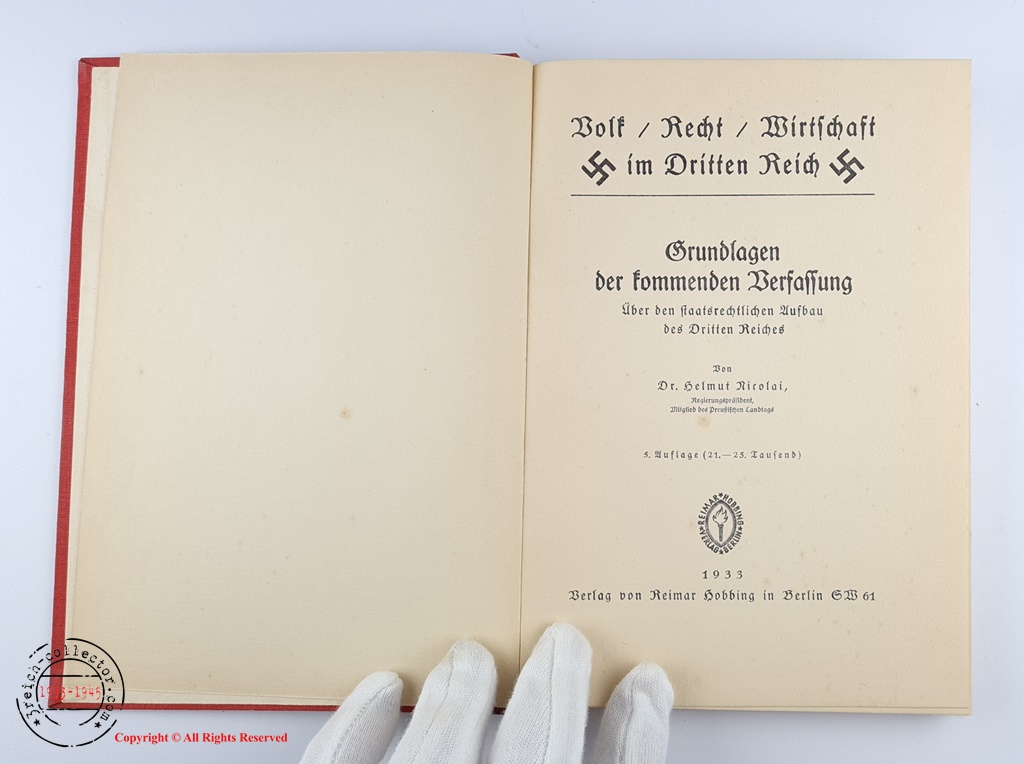 Volk / Recht / Wirtschaft
im Dritten Reich
Grundlagen
der kommenden Verfassung
Über den staatsrechtlichen Aufbau
des Dritten Reiches
Von
Dr. Helmut Nicolai,
Regierungspräsident,
Mitglied des Preußischen Landtags
5. Auflage (21.—25. Tausend)
REIMAR HOBBING
VERLAG BERLIN
1933
Verlag von Reimar Hobbing in Berlin SW 61
3reich-collector.com
1933-1945
Copyright © All Rights Reserved